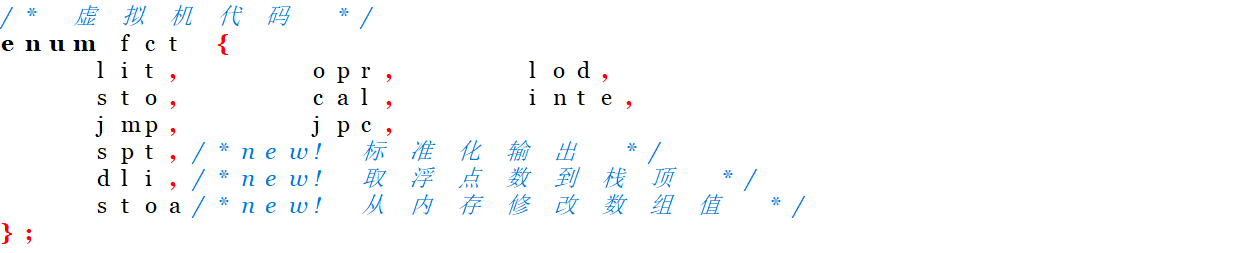 /* 虚拟机代码 */
enum fct {
    lit,     opr,     lod,
    sto,     cal,     inte,
    jmp,     jpc,
    spt,/*new! 标准化输出 */
    dli,/*new! 取浮点数到栈顶 */
    stoa/*new! 从内存修改数组值 */
};